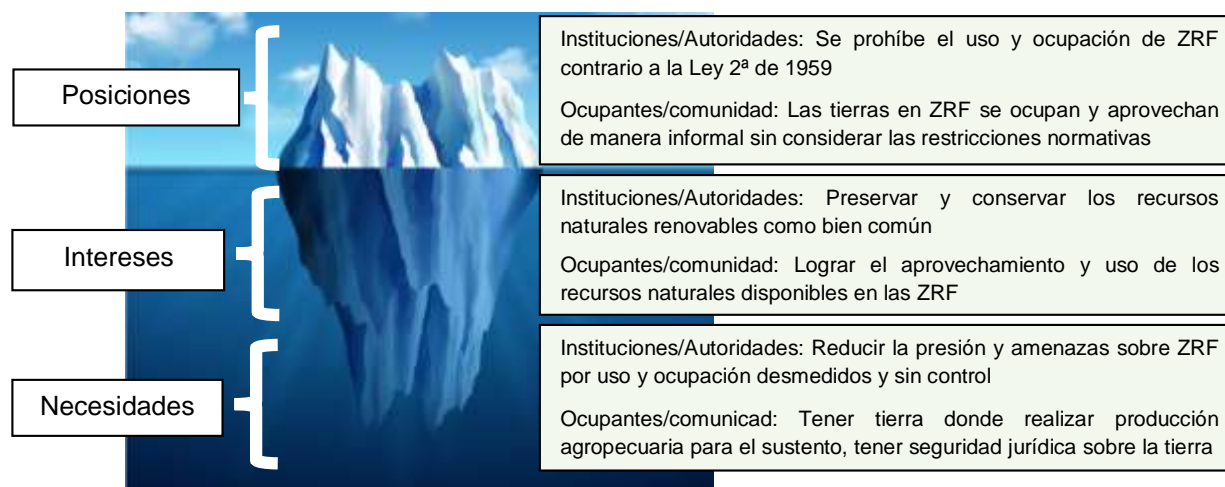 Posiciones
Instituciones/Autoridades: Se prohíbe el uso y ocupación de ZRF
contrario a la Ley 2ª de 1959
Ocupantes/comunidad: Las tierras en ZRF se ocupan y aprovechan
de manera informal sin considerar las restricciones normativas
Intereses
Instituciones/Autoridades: Preservar y conservar los recursos
naturales renovables como bien común
Ocupantes/comunidad: Lograr el aprovechamiento y uso de los
recursos naturales disponibles en las ZRF
Necesidades
Instituciones/Autoridades: Reducir la presión y amenazas sobre ZRF
por uso y ocupación desmedidos y sin control
Ocupantes/comunicad: Tener tierra donde realizar producción
agropecuaria para el sustento, tener seguridad jurídica sobre la tierra